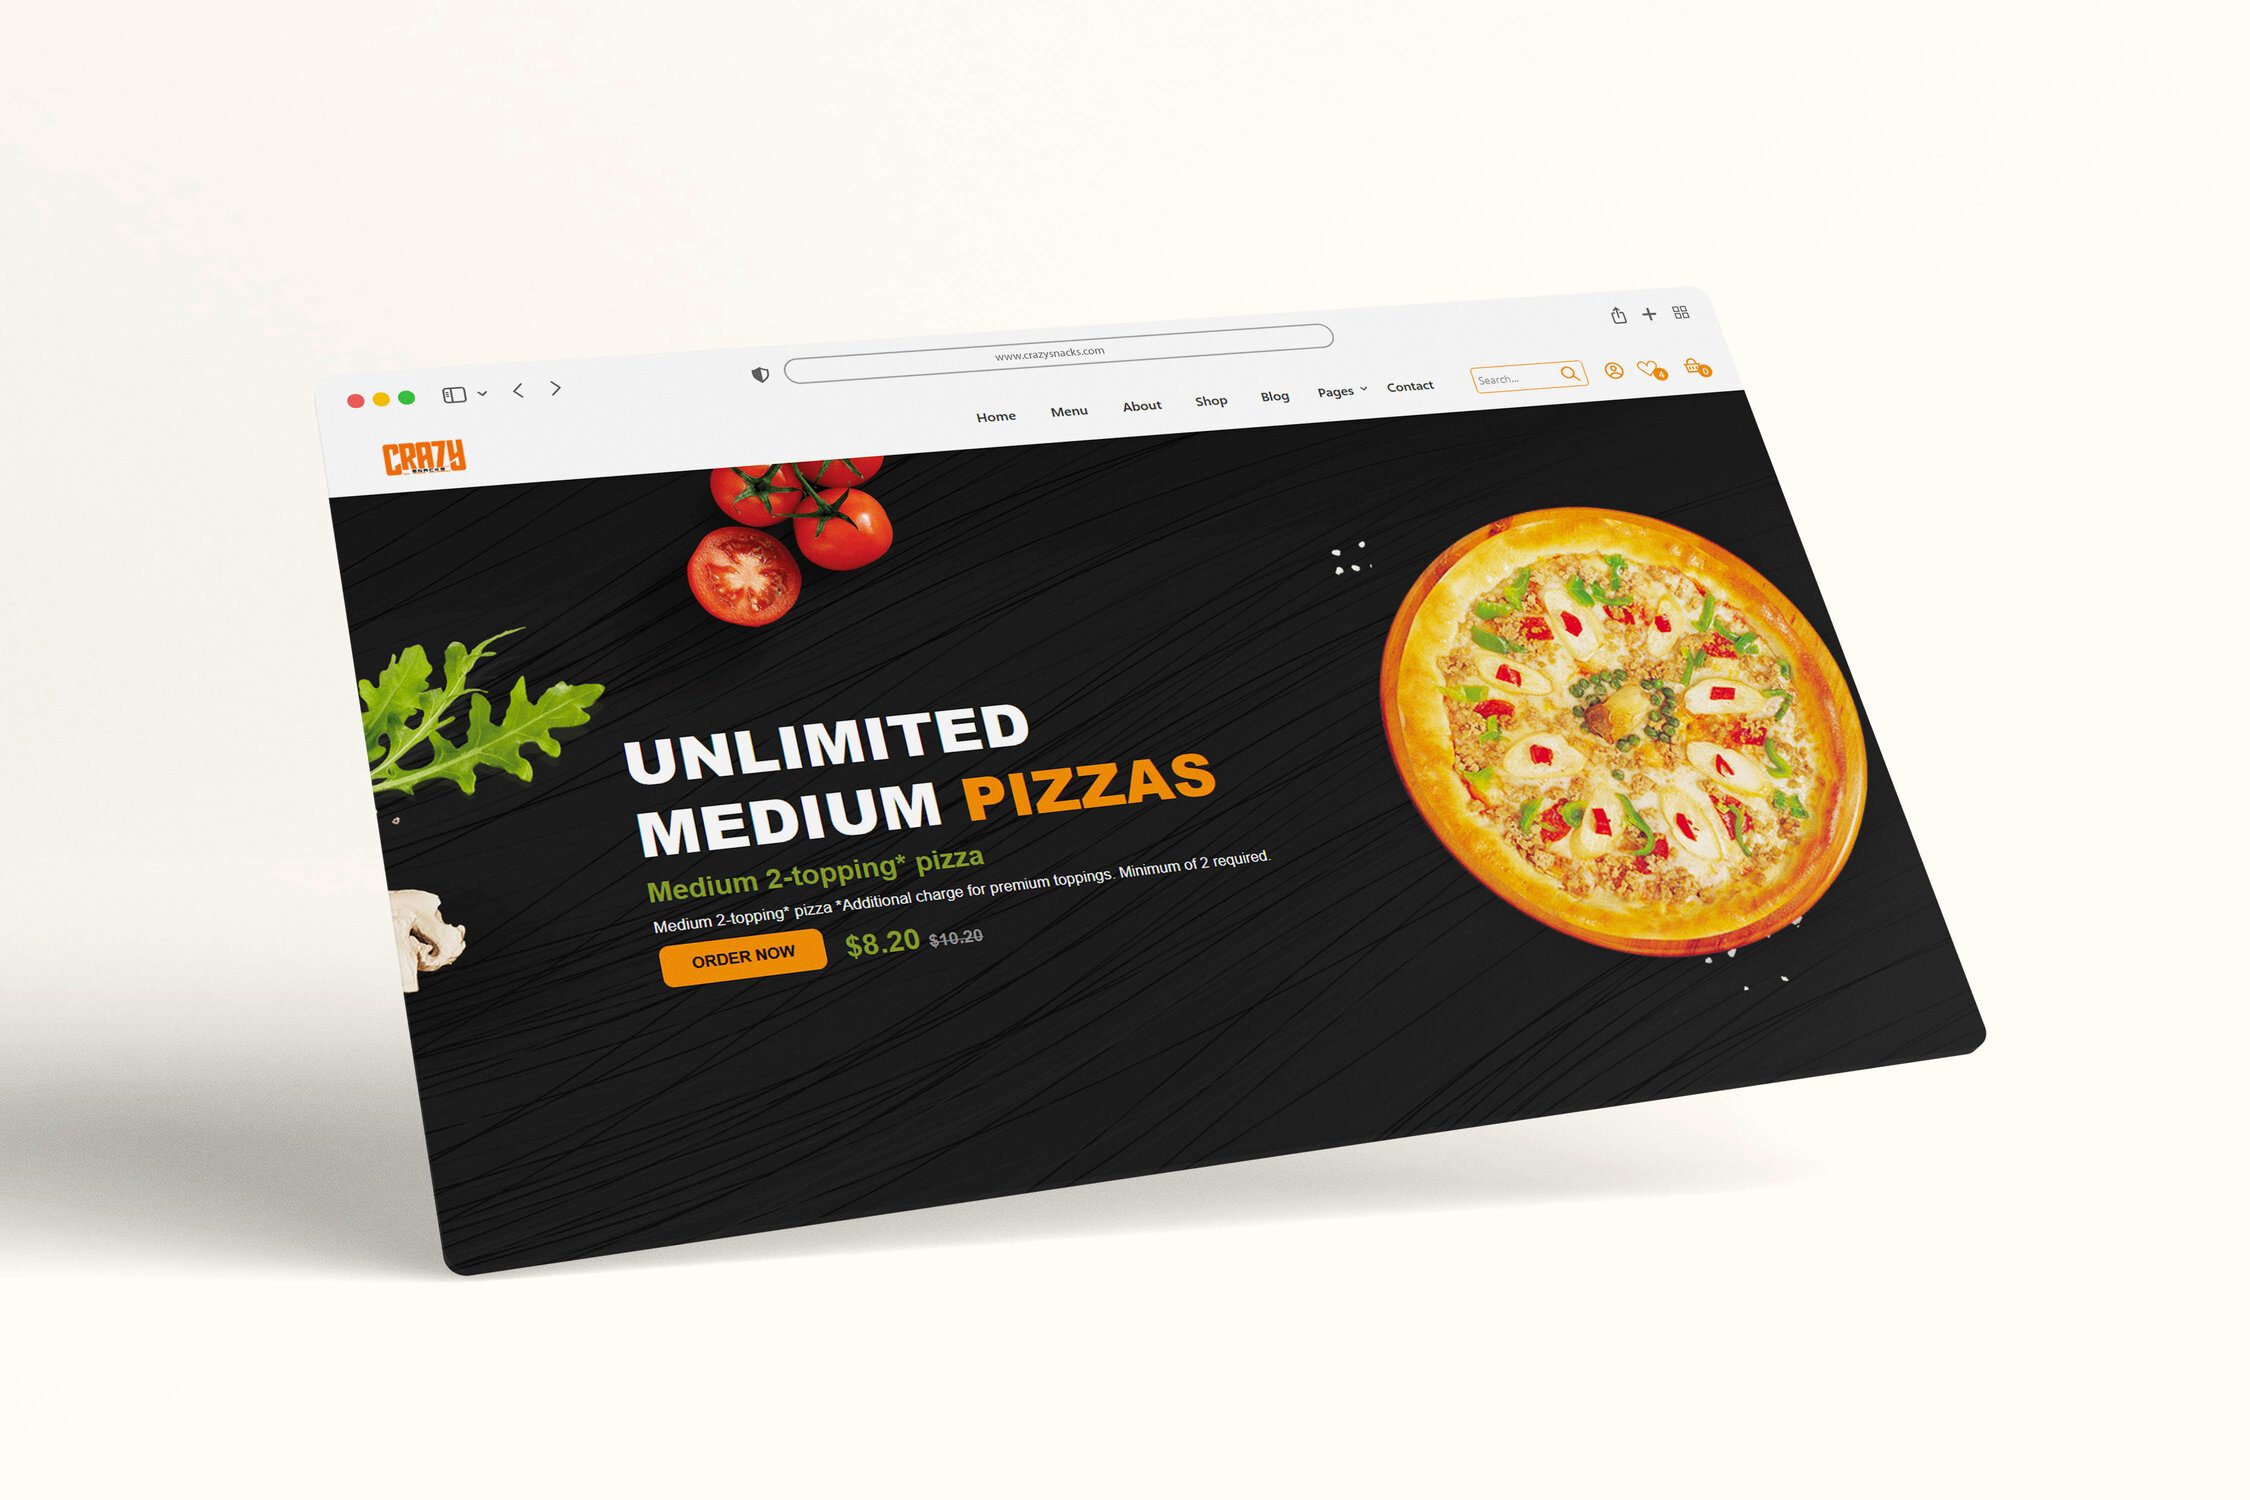 www.crazysnacks.com
CRAZY
SNACKS
Home Menu About Shop Blog Pages Contact
Search...
4
0
UNLIMITED
MEDIUM PIZZAS
Medium 2-topping* pizza
Medium 2-topping* pizza *Additional charge for premium toppings. Minimum of 2 required.
ORDER NOW $8.20 $10.20